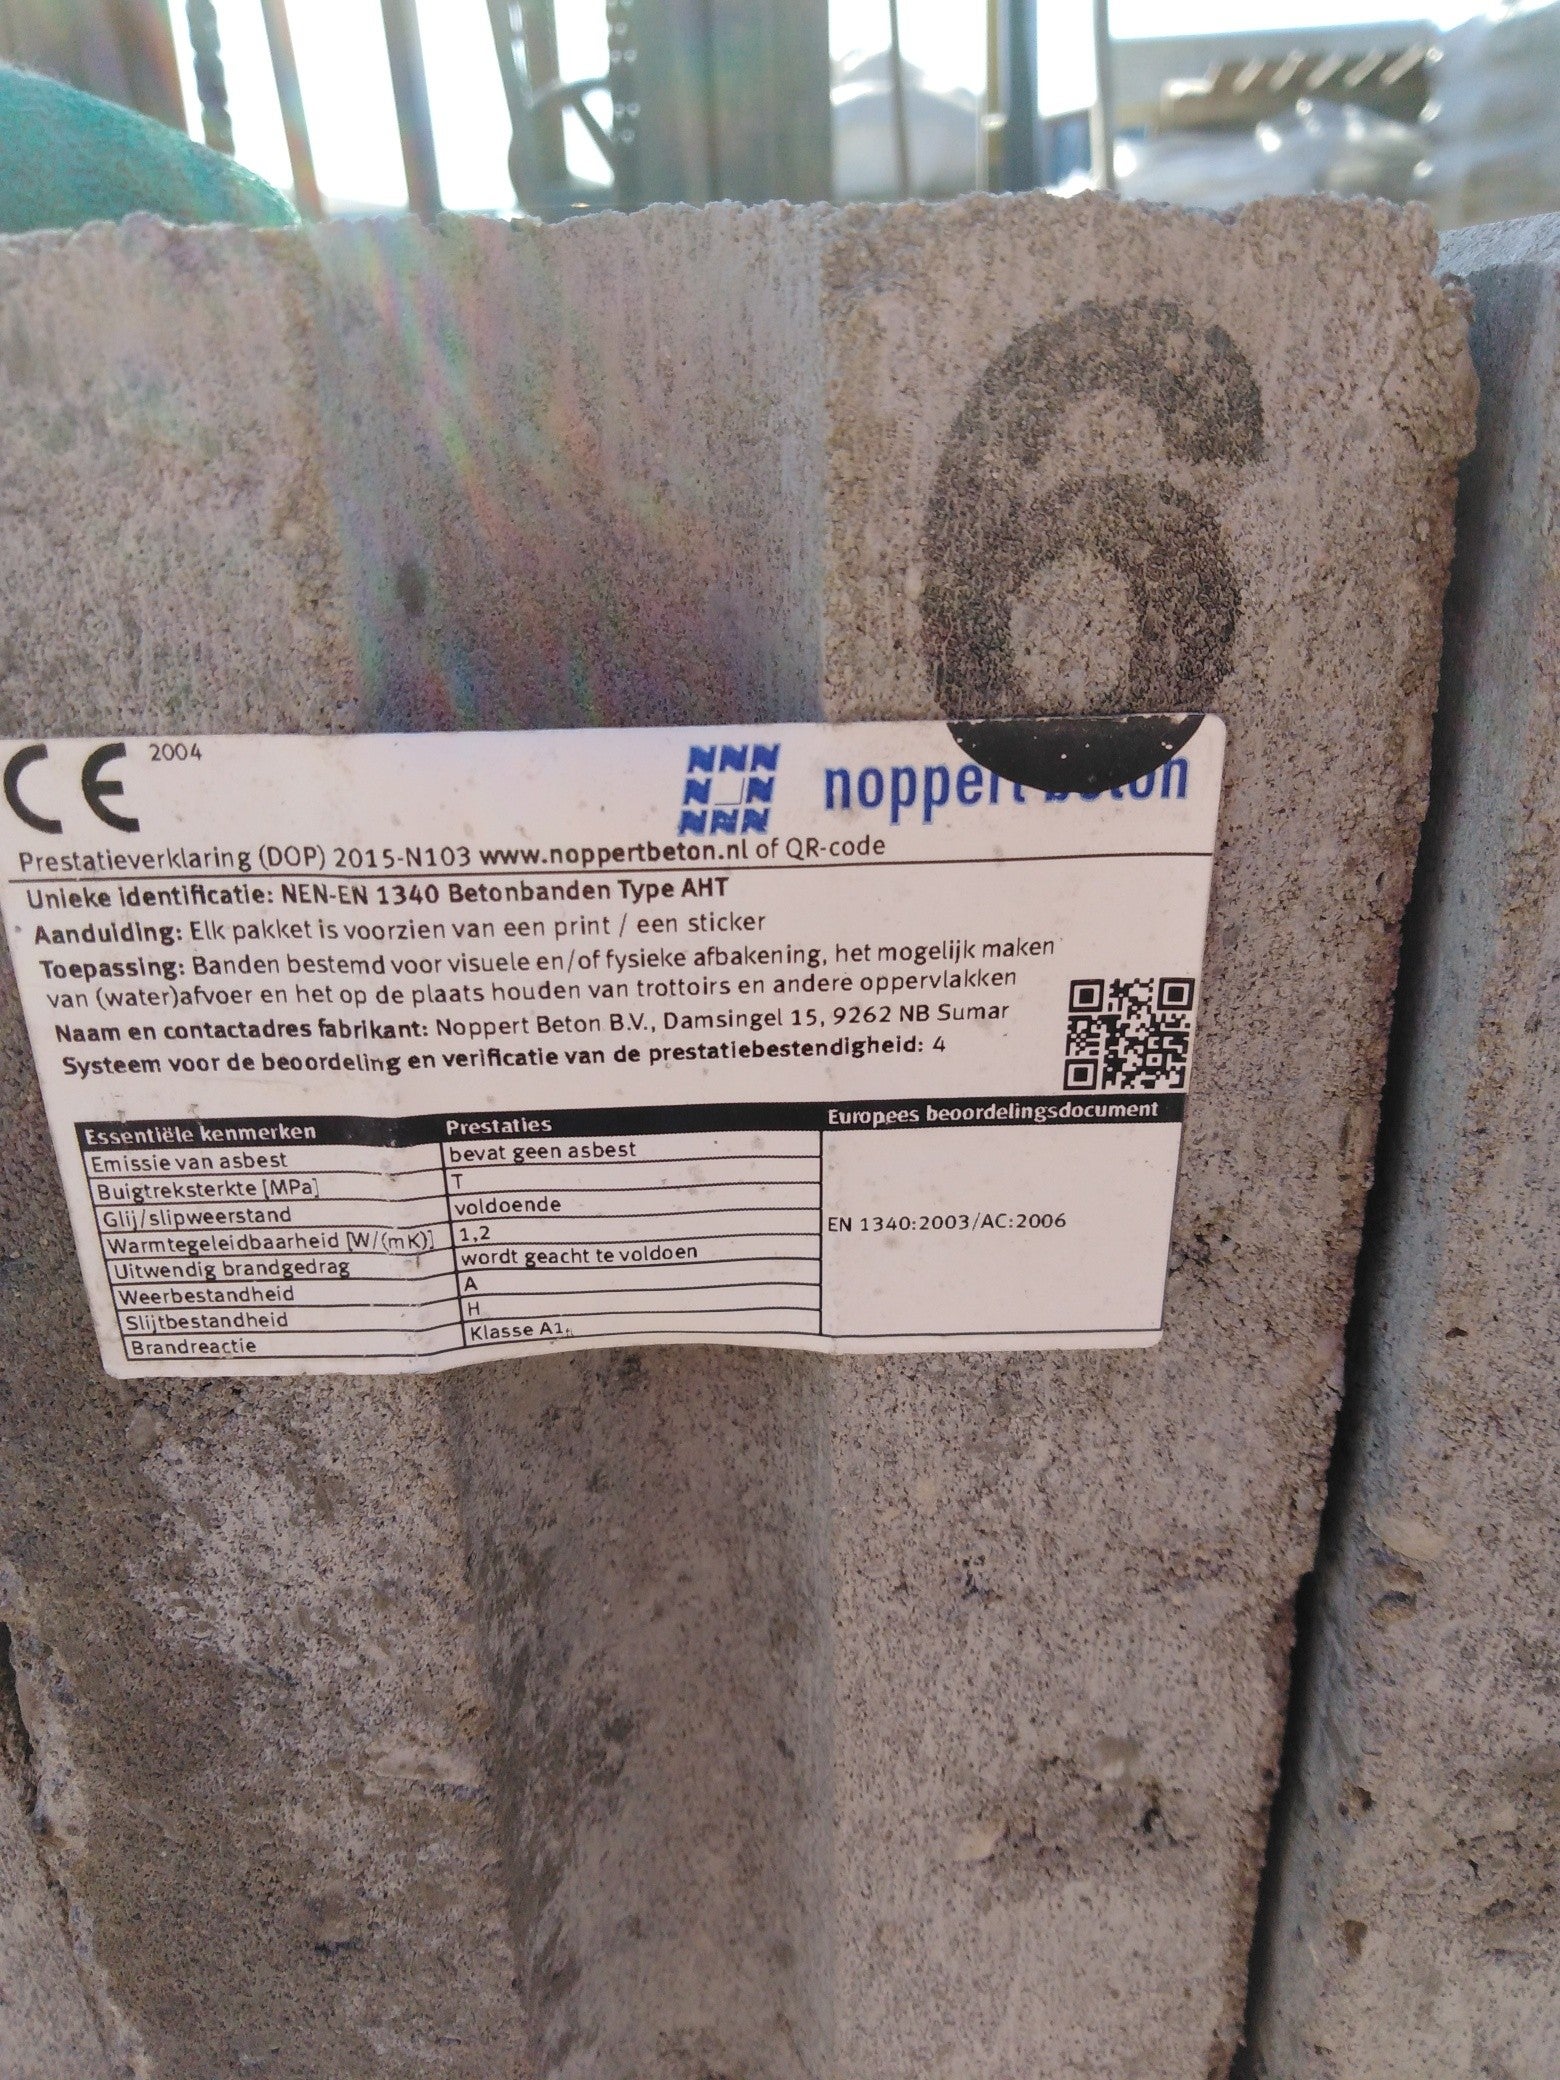 6
CE 2004
NNN
N N
NNN
noppert beton
Prestatieverklaring (DOP) 2015-N103 www.noppertbeton.nl of QR-code
Unieke identificatie: NEN-EN 1340 Betonbanden Type AHT
Aanduiding: Elk pakket is voorzien van een print / een sticker
Toepassing: Banden bestemd voor visuele en/of fysieke afbakening, het mogelijk maken
van (water)afvoer en het op de plaats houden van trottoirs en andere oppervlakken
Naam en contactadres fabrikant: Noppert Beton B.V., Damsingel 15, 9262 NB Sumar
Systeem voor de beoordeling en verificatie van de prestatiebestendigheid: 4
Essentiële kenmerken Prestaties Europees beoordelingsdocument
Emissie van asbest bevat geen asbest
Buigtreksterkte [MPa] T
Glij/slipweerstand voldoende
Warmtegeleidbaarheid [W/(mK)] 1,2 EN 1340:2003/AC:2006
Uitwendig brandgedrag wordt geacht te voldoen
Weerbestandheid A
Slijtbestandheid H
Brandreactie Klasse A1